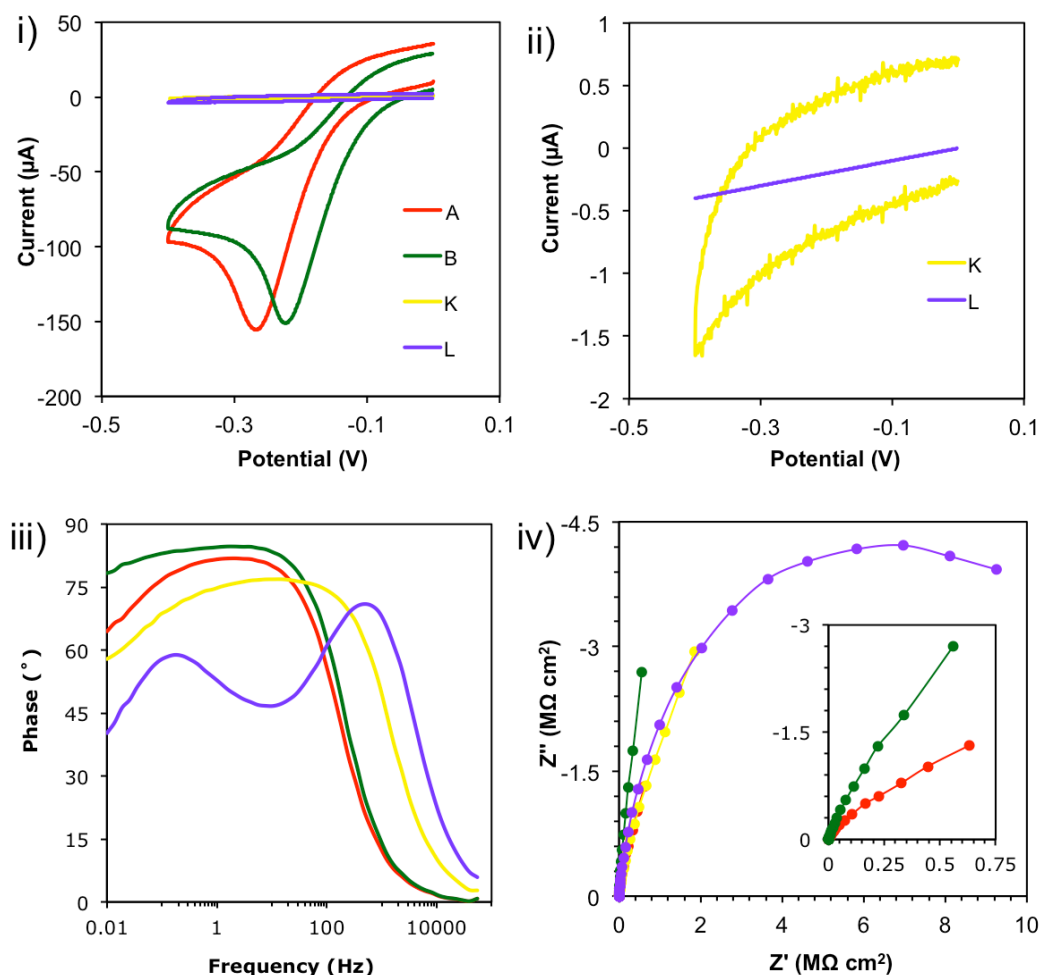 i)
50
0
-50
-100
-150
-200
Current (µA)
A
B
K
L
-0.5
-0.3
-0.1
0.1
Potential (V)
ii)
1
0.5
0
-0.5
-1
-1.5
-2
Current (µA)
K
L
-0.5
-0.3
-0.1
0.1
Potential (V)
iii)
90
75
60
45
30
15
0
Phase (°)
0.01
1
100
10000
Frequency (Hz)
iv)
-4.5
-3
-1.5
0
Z'' (MΩ cm²)
-3
-1.5
0
0
0.25
0.5
0.75
0
2
4
6
8
10
Z' (MΩ cm²)